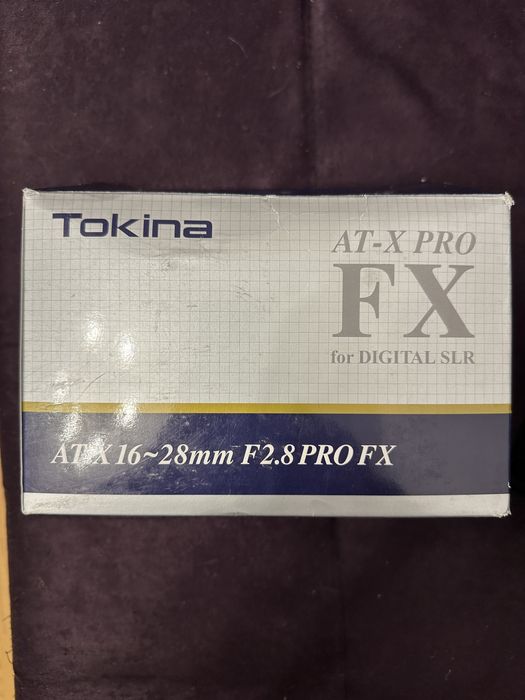 Tokina
AT-X PRO
FX
for DIGITAL SLR
AT-X 16~28mm F2.8 PRO FX